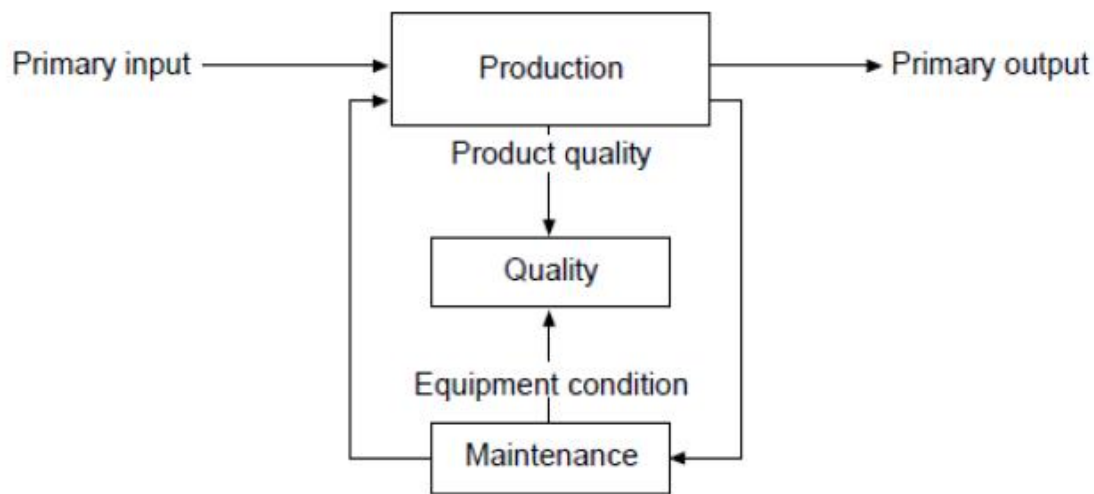 Production
Primary input
Primary output
Product quality
Quality
Equipment condition
Maintenance